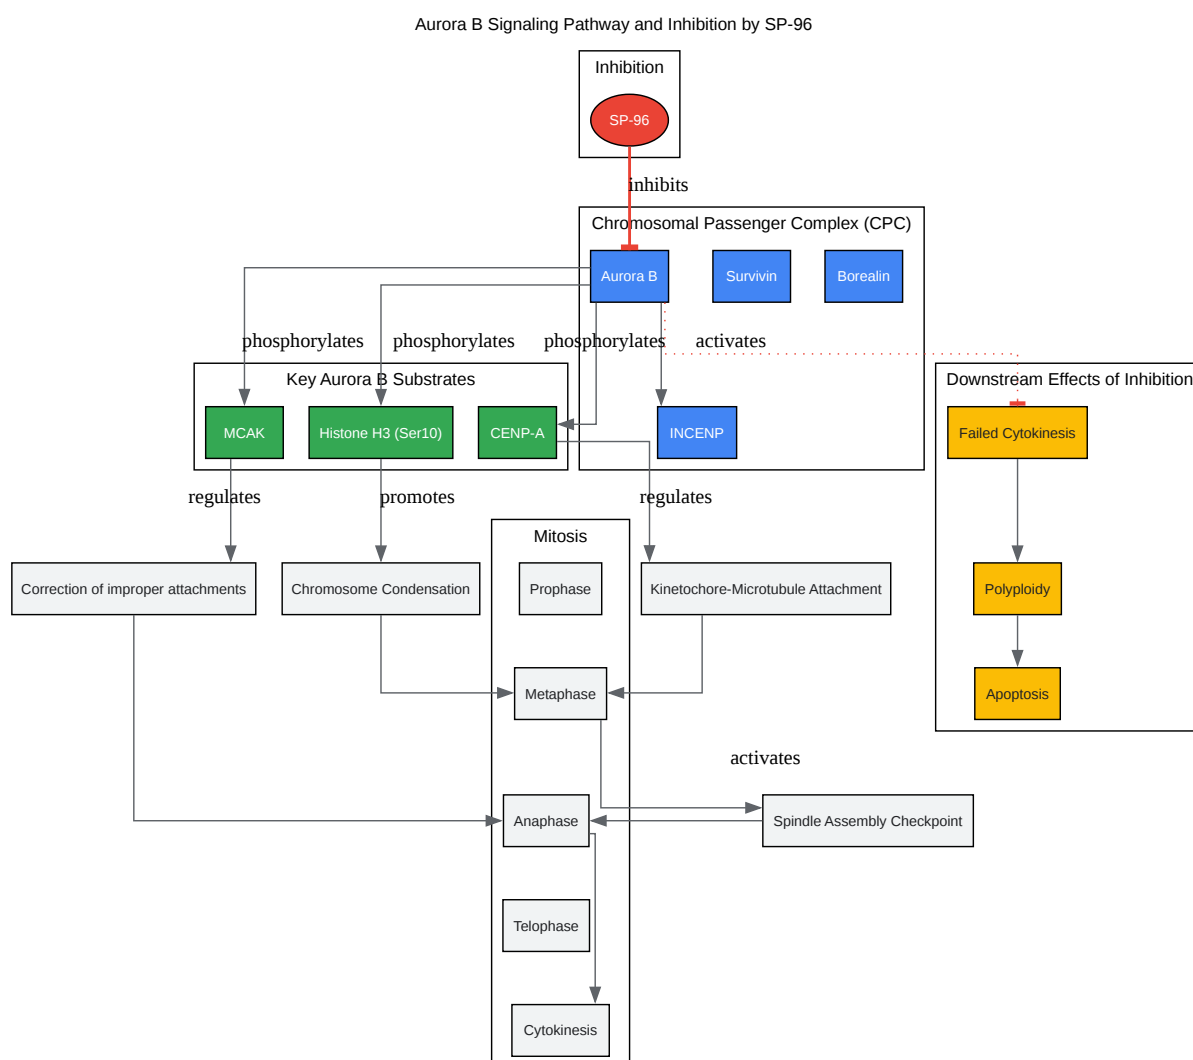 Aurora B Signaling Pathway and Inhibition by SP-96
Inhibition
SP-96
inhibits
Chromosomal Passenger Complex (CPC)
Aurora B
Survivin
Borealin
phosphorylates
phosphorylates
phosphorylates
activates
Key Aurora B Substrates
Downstream Effects of Inhibition
MCAK
Histone H3 (Ser10)
CENP-A
INCENP
Failed Cytokinesis
regulates
promotes
regulates
Mitosis
Correction of improper attachments
Chromosome Condensation
Prophase
Kinetochore-Microtubule Attachment
Polyploidy
Metaphase
Apoptosis
activates
Anaphase
Spindle Assembly Checkpoint
Telophase
Cytokinesis